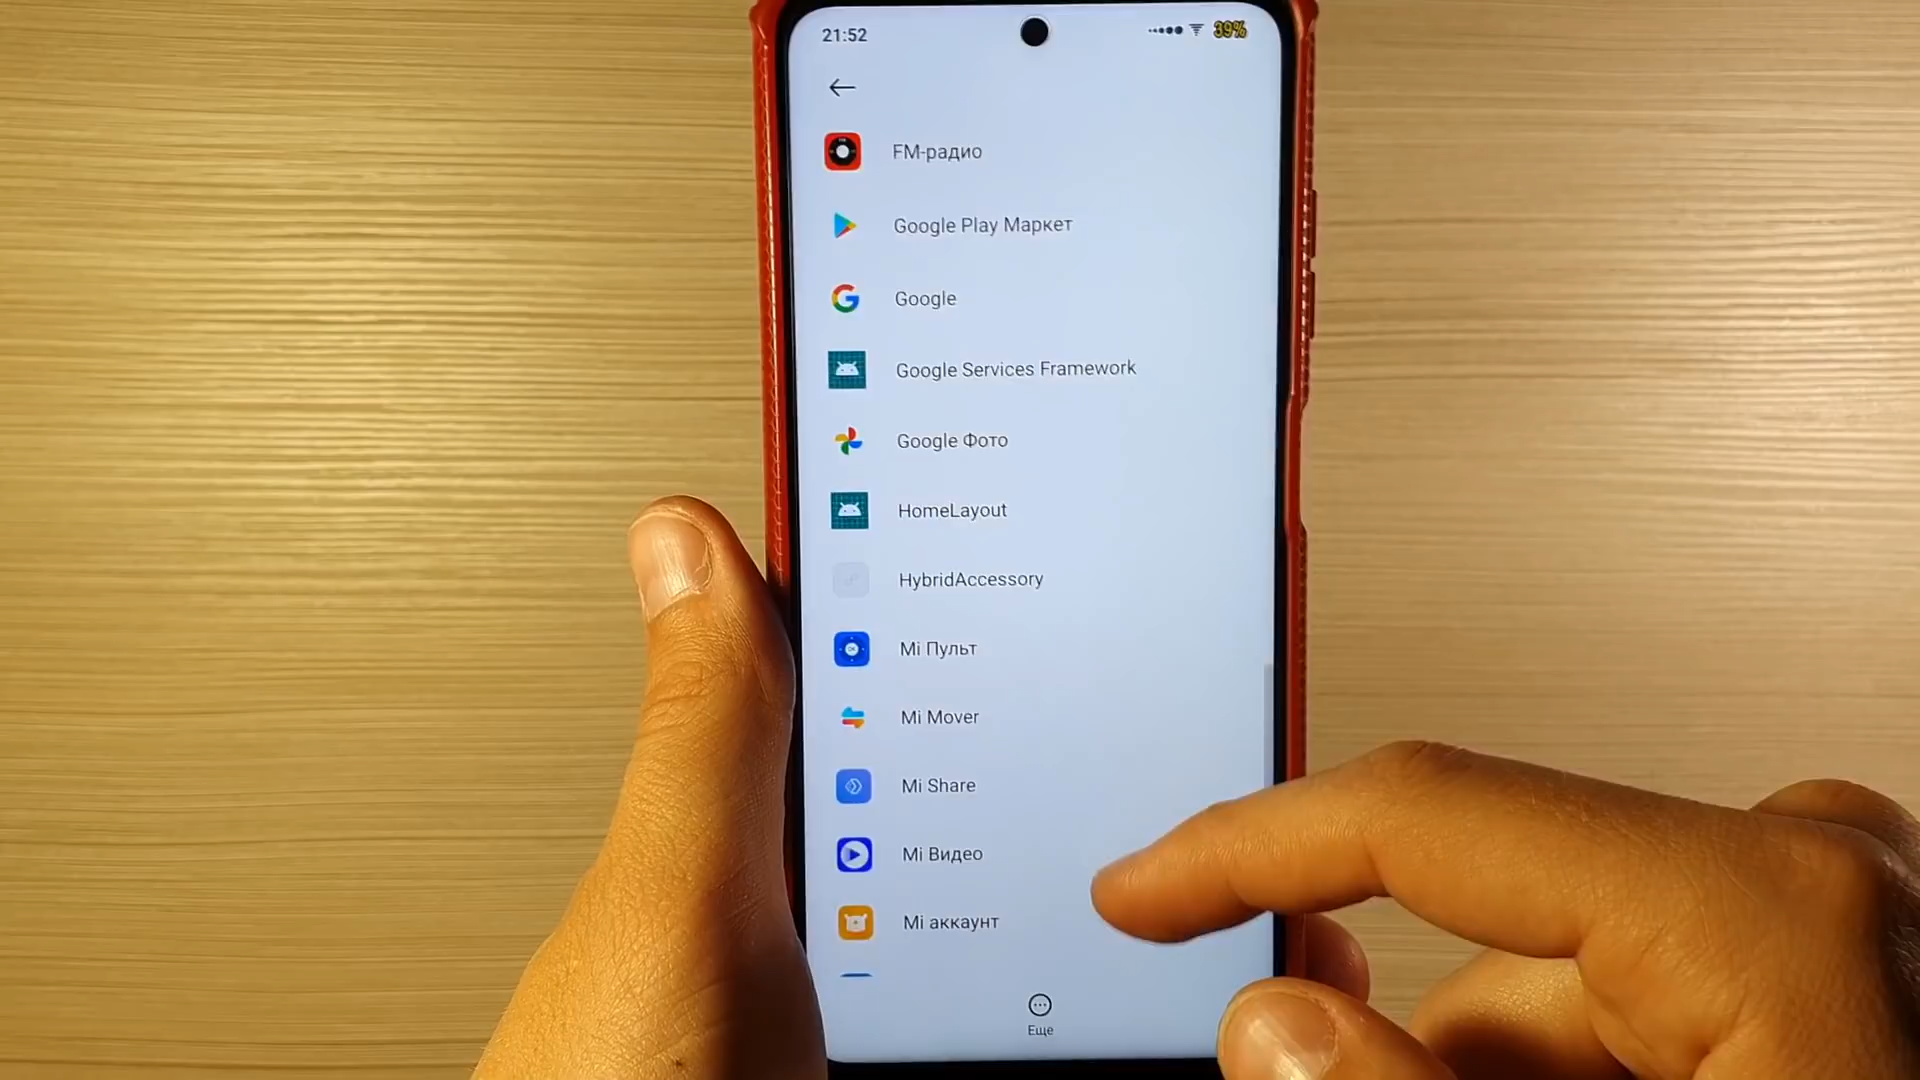 21:52
39%
FM-радио
Google Play Маркет
Google
Google Services Framework
Google Фото
HomeLayout
HybridAccessory
Mi Пульт
Mi Mover
Mi Share
Mi Видео
Mi аккаунт
Еще